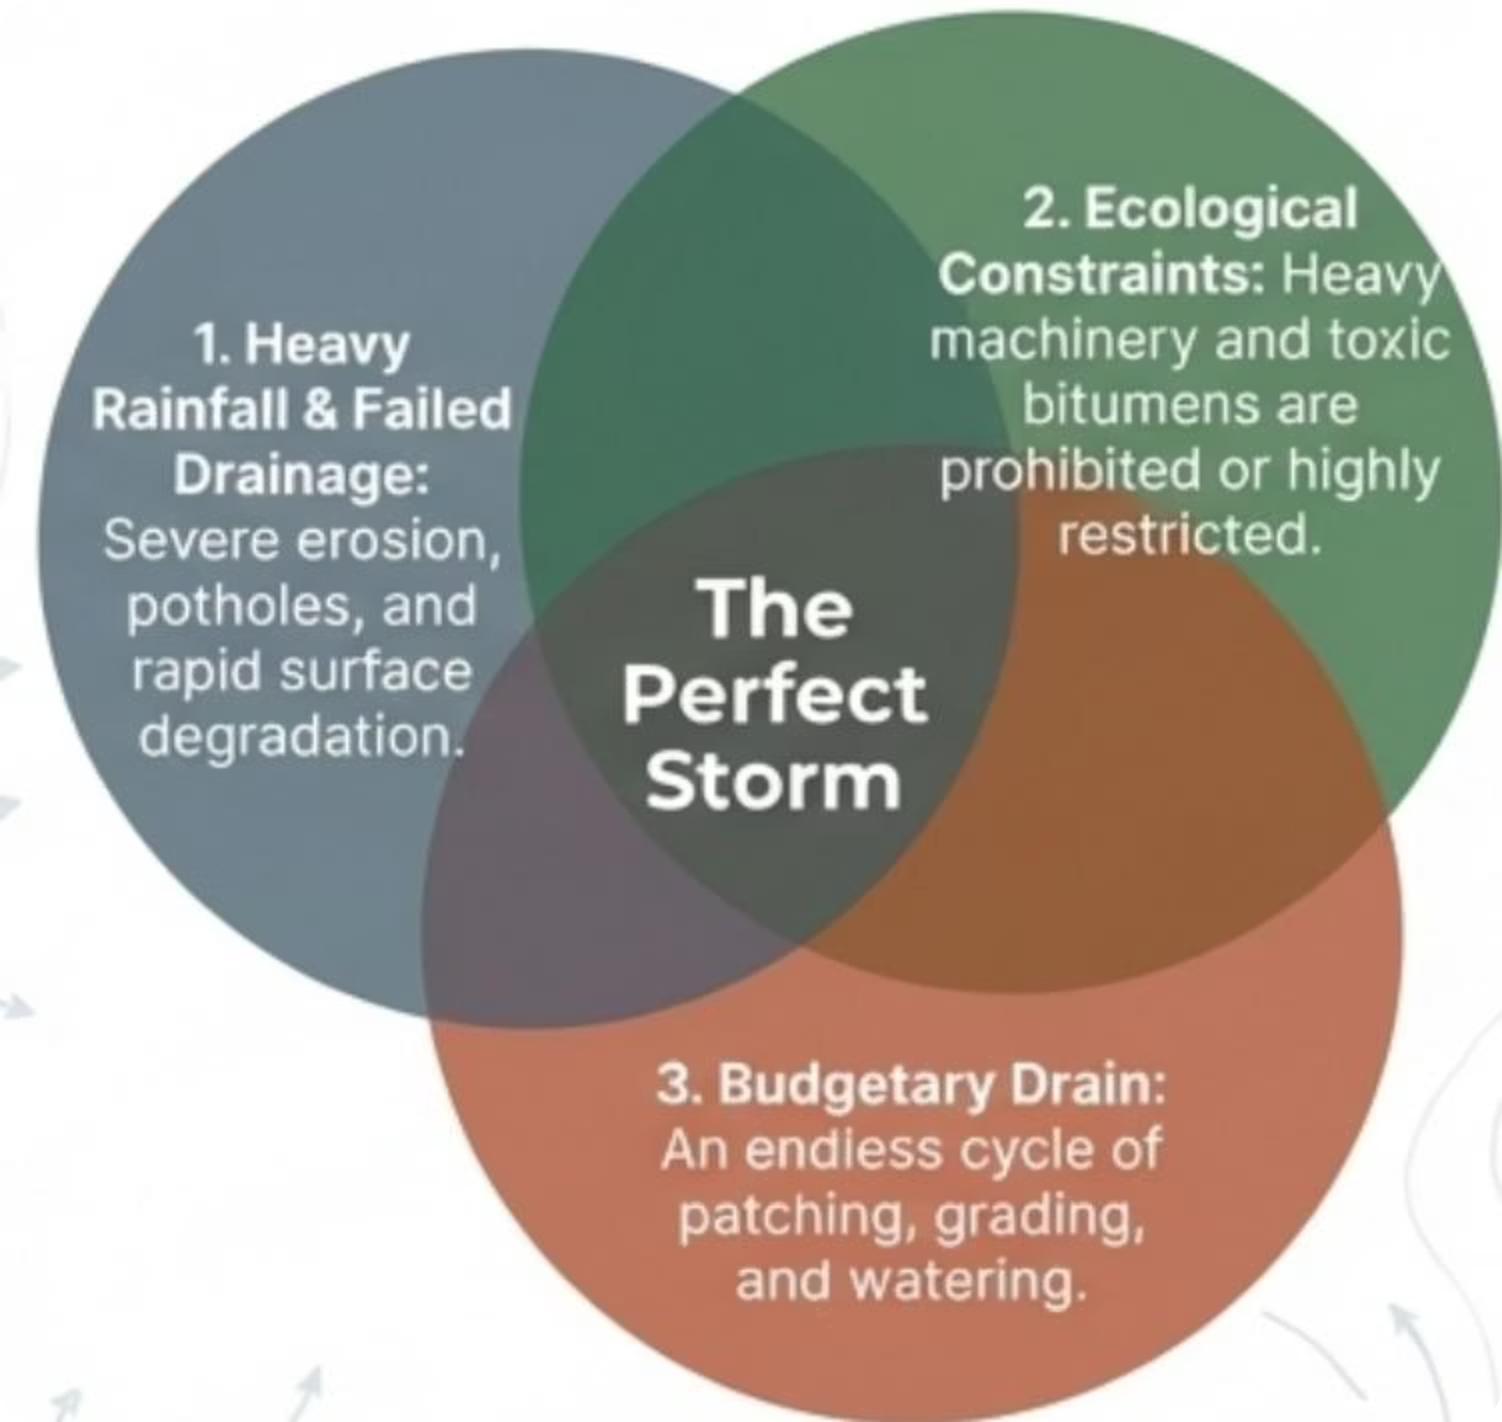 1. Heavy
Rainfall & Failed
Drainage:
Severe erosion,
potholes, and
rapid surface
degradation.
2. Ecological
Constraints: Heavy
machinery and toxic
bitumens are
prohibited or highly
restricted.
The
Perfect
Storm
3. Budgetary Drain:
An endless cycle of
patching, grading,
and watering.